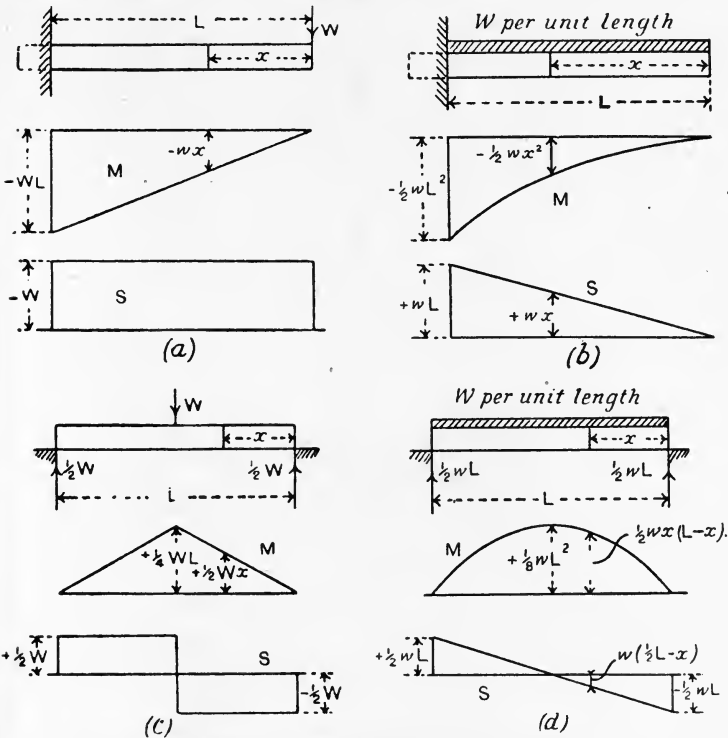 L
W
x
-WL
M
-wx
-W
S
(a)
W per unit length
x
L
-½wL²
-½wx²
M
+wL
+wx
S
(b)
W
x
½W
½W
L
+¼WL
+½Wx
M
+½W
S
-½W
(c)
W per unit length
x
½wL
½wL
L
M
+⅛wL²
½wx(L-x).
+½wL
w(½L-x)
S
-½wL
(d)